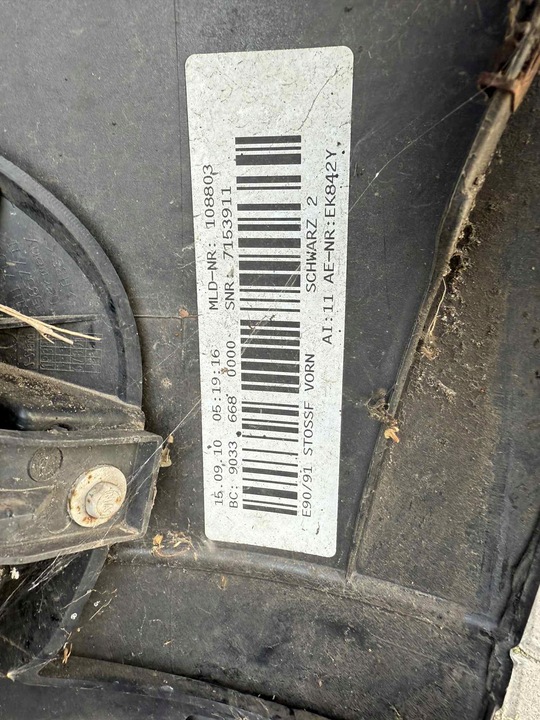 15.09.10 05:19:16 MLD-NR: 108803
BC: 9033 668 0000 SNR: 7153911
E90/91 STOSSF VORN SCHWARZ 2
AI:11 AE-NR:EK842Y